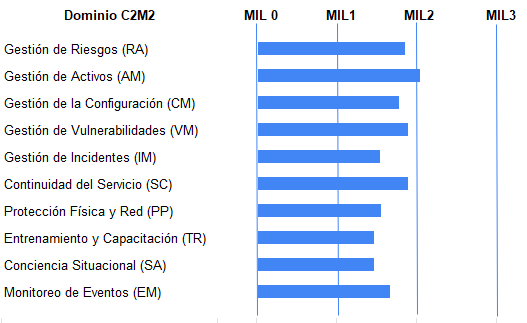 Dominio C2M2 MIL 0 MIL1 MIL2 MIL3
Gestión de Riesgos (RA)
Gestión de Activos (AM)
Gestión de la Configuración (CM)
Gestión de Vulnerabilidades (VM)
Gestión de Incidentes (IM)
Continuidad del Servicio (SC)
Protección Física y Red (PP)
Entrenamiento y Capacitación (TR)
Conciencia Situacional (SA)
Monitoreo de Eventos (EM)